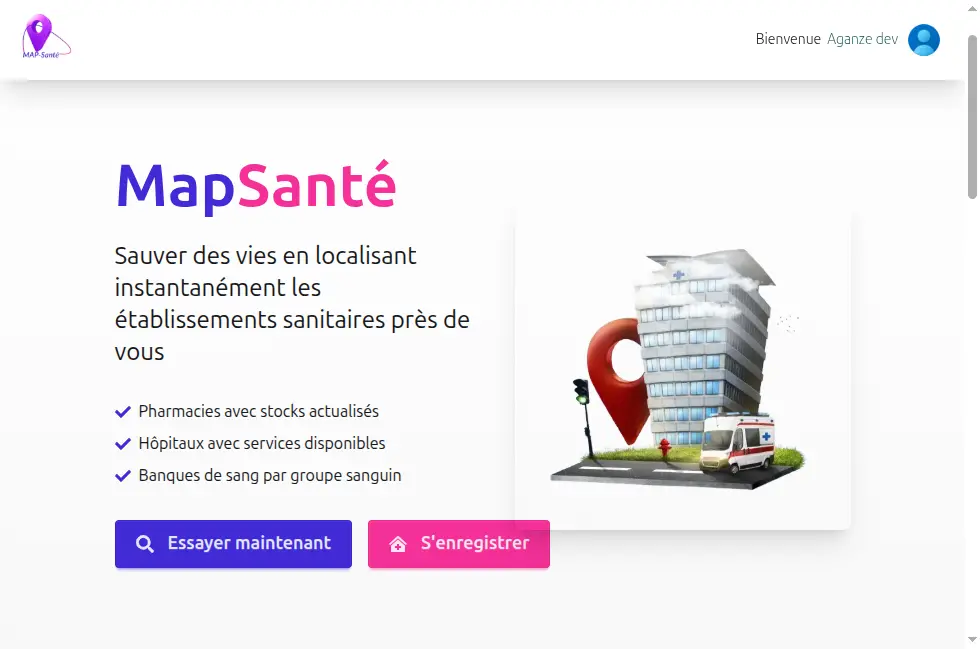 MAP-Santé
Bienvenue Aganze dev
MapSanté
Sauver des vies en localisant
instantanément les
établissements sanitaires près de
vous
Pharmacies avec stocks actualisés
Hôpitaux avec services disponibles
Banques de sang par groupe sanguin
Essayer maintenant
S'enregistrer